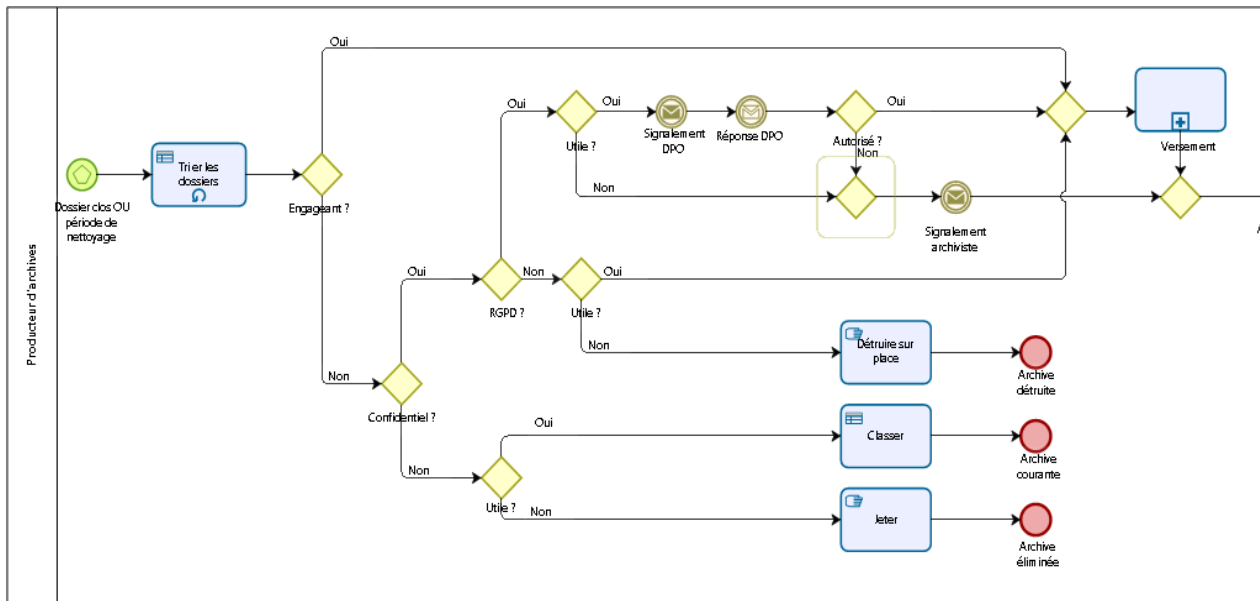 Producteur d'archives
Dossier clos OU
période de
nettoyage
Trier les
dossiers
Engageant ?
Oui
Non
Confidentiel ?
Oui
Non
RGPD ?
Oui
Non
Utile ?
Oui
Non
Signalement
DPO
Réponse DPO
Autorisé ?
Oui
Non
Versement
Signalement
archiviste
Utile ?
Oui
Non
Détruire sur
place
Archive
détruite
Utile ?
Oui
Non
Classer
Archive
courante
Jeter
Archive
éliminée